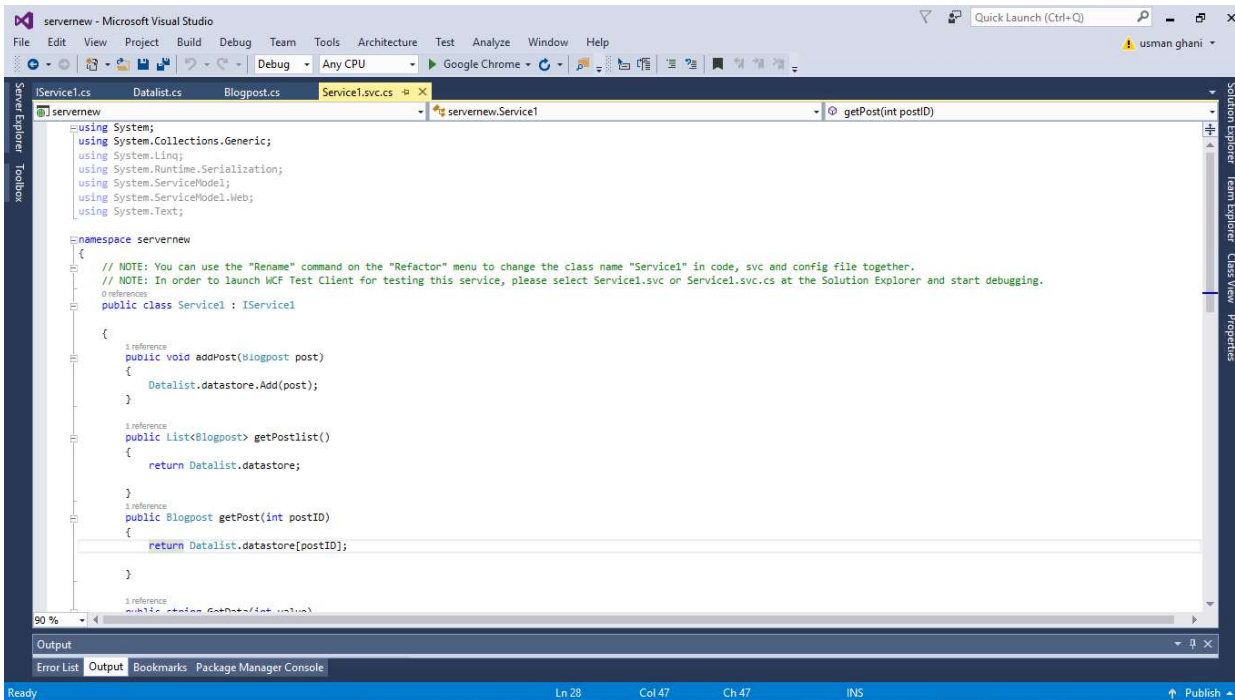 servernew - Microsoft Visual Studio
Quick Launch (Ctrl+Q)
File Edit View Project Build Debug Team Tools Architecture Test Analyze Window Help
usman ghani
Debug Any CPU Google Chrome
Server Explorer
Toolbox
IService1.cs Datalist.cs Blogpost.cs Service1.svc.cs
servernew servernew.Service1 getPost(int postID)
using System;
using System.Collections.Generic;
using System.Linq;
using System.Runtime.Serialization;
using System.ServiceModel;
using System.ServiceModel.Web;
using System.Text;
namespace servernew
{
// NOTE: You can use the "Rename" command on the "Refactor" menu to change the class name "Service1" in code, svc and config file together.
// NOTE: In order to launch WCF Test Client for testing this service, please select Service1.svc or Service1.svc.cs at the Solution Explorer and start debugging.
0 references
public class Service1 : IService1
{
1 reference
public void addPost(Blogpost post)
{
Datalist.datastore.Add(post);
}
1 reference
public List<Blogpost> getPostlist()
{
return Datalist.datastore;
}
1 reference
public Blogpost getPost(int postID)
{
return Datalist.datastore[postID];
}
1 reference
public string GetData(int value)
90 %
Solution Explorer
Team Explorer
Class View
Properties
Output
Error List Output Bookmarks Package Manager Console
Ready Ln 28 Col 47 Ch 47 INS Publish